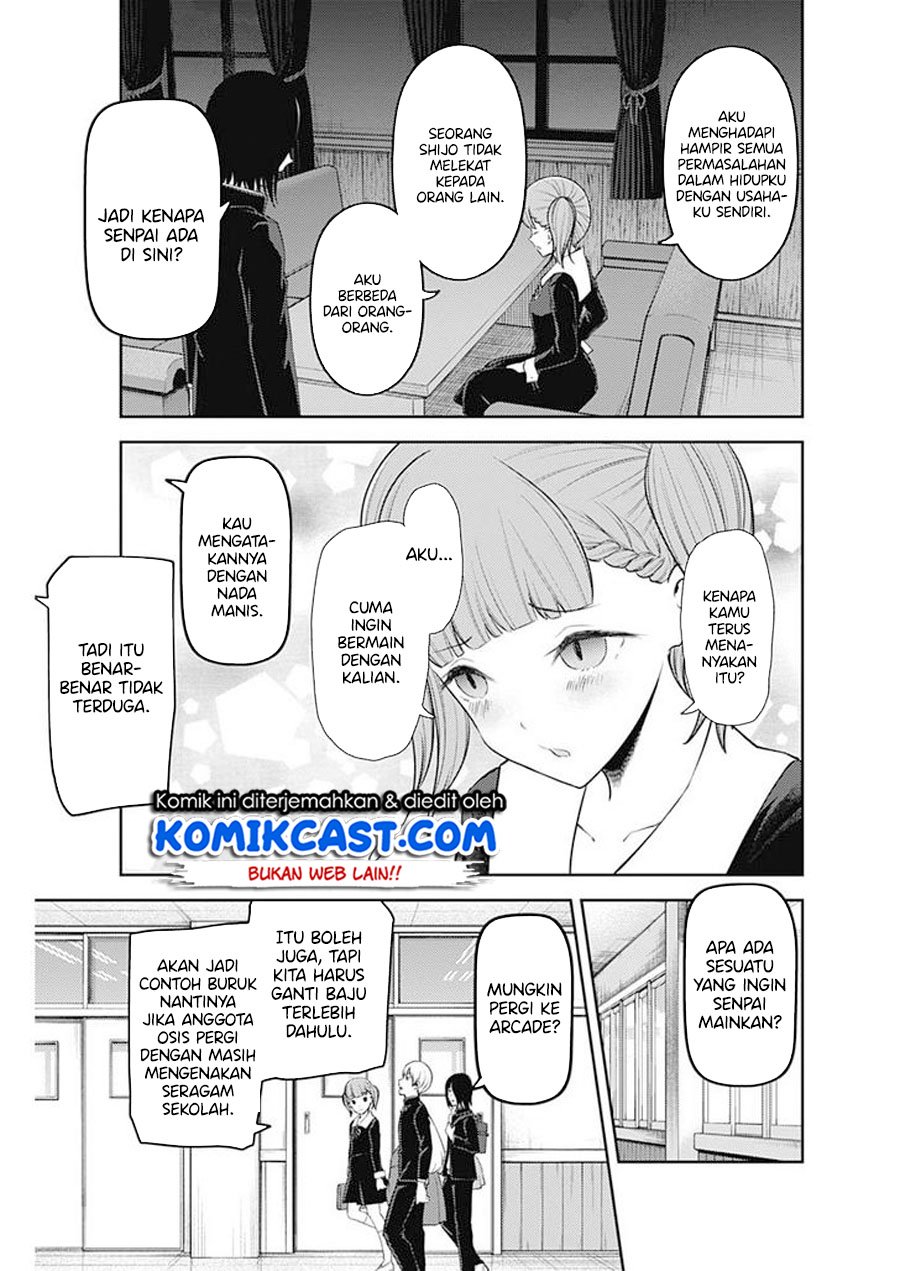 AKU
MENGHADAPI
HAMPIR SEMUA
PERMASALAHAN
DALAM HIDUPKU
DENGAN USAHA-
KU SENDIRI.
SEORANG
SHIJO TIDAK
MELEKAT
KEPADA
ORANG LAIN.
AKU
BERBEDA
DARI ORANG-
ORANG.
JADI KENAPA
SENPAI ADA
DI SINI?
KENAPA
KAMU
TERUS
MENA-
NYAKAN
ITU?
AKU...
CUMA
INGIN
BERMAIN
DENGAN
KALIAN.
KAU
MENGATA-
KANNYA
DENGAN
NADA
MANIS.
TADI ITU
BENAR-
BENAR TIDAK
TERDUGA.
Komik ini diterjemahkan & diedit oleh
KOMIKCAST.COM
BUKAN WEB LAIN!!
APA ADA
SESUATU
YANG INGIN
SENPAI
MAINKAN?
MUNGKIN
PERGI KE
ARCADE?
ITU BOLEH
JUGA, TAPI
KITA HARUS
GANTI BAJU
TERLEBIH
DAHULU.
AKAN JADI
CONTOH BURUK
NANTINYA
JIKA ANGGOTA
OSIS PERGI
DENGAN MASIH
MENGENAKAN
SERAGAM
SEKOLAH.